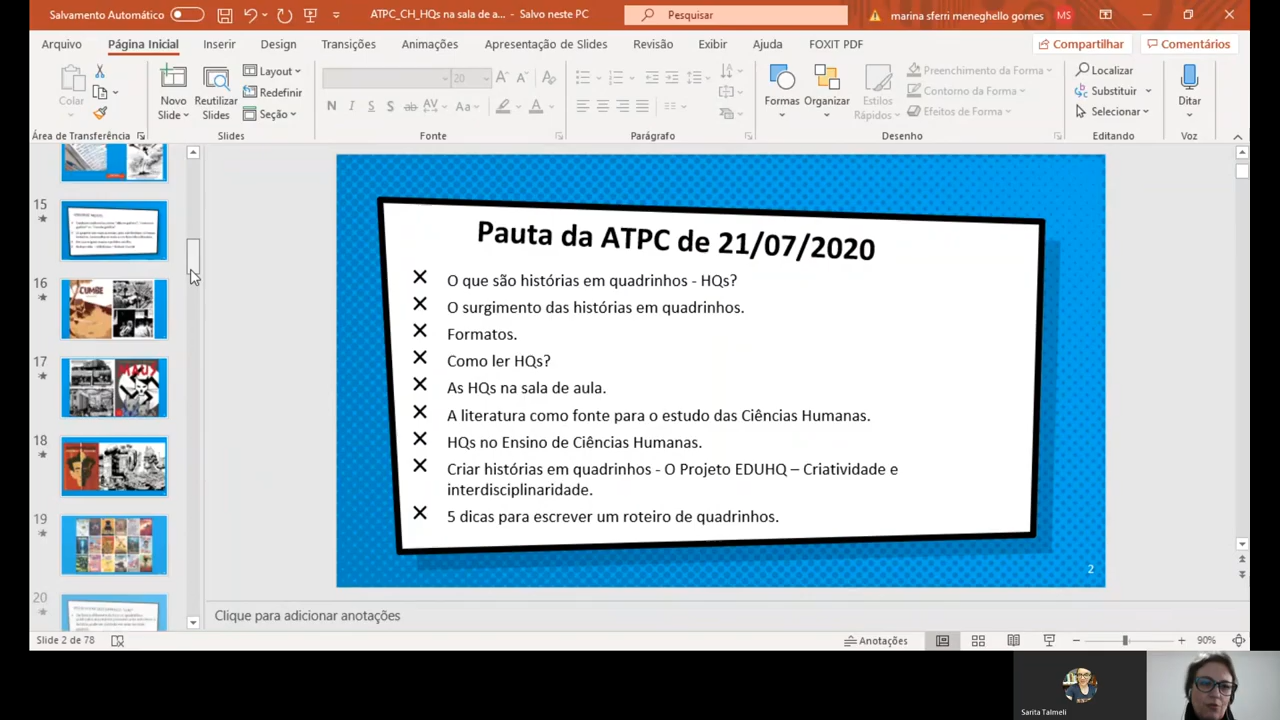 Salvamento Automático
ATPC_CH_HQs na sala de a... - Salvo neste PC
Pesquisar
marina sferri meneghello gomes
MS
Arquivo
Página Inicial
Inserir
Design
Transições
Animações
Apresentação de Slides
Revisão
Exibir
Ajuda
FOXIT PDF
Compartilhar
Comentários
Colar
Novo
Slide
Reutilizar
Slides
Layout
Redefinir
Seção
20
N I S S ab AV Aa A
Formas
Organizar
Estilos
Rápidos
Preenchimento da Forma
Contorno da Forma
Efeitos de Forma
Localizar
Substituir
Selecionar
Ditar
Área de Transferência
Slides
Fonte
Parágrafo
Desenho
Editando
Voz
15
16
CUMBE
17
MAUS
18
19
20
Pauta da ATPC de 21/07/2020
O que são histórias em quadrinhos - HQs?
O surgimento das histórias em quadrinhos.
Formatos.
Como ler HQs?
As HQs na sala de aula.
A literatura como fonte para o estudo das Ciências Humanas.
HQs no Ensino de Ciências Humanas.
Criar histórias em quadrinhos - O Projeto EDUHQ – Criatividade e
interdisciplinaridade.
5 dicas para escrever um roteiro de quadrinhos.
2
Clique para adicionar anotações
Slide 2 de 78
Anotações
90%
Sarita Talmeli